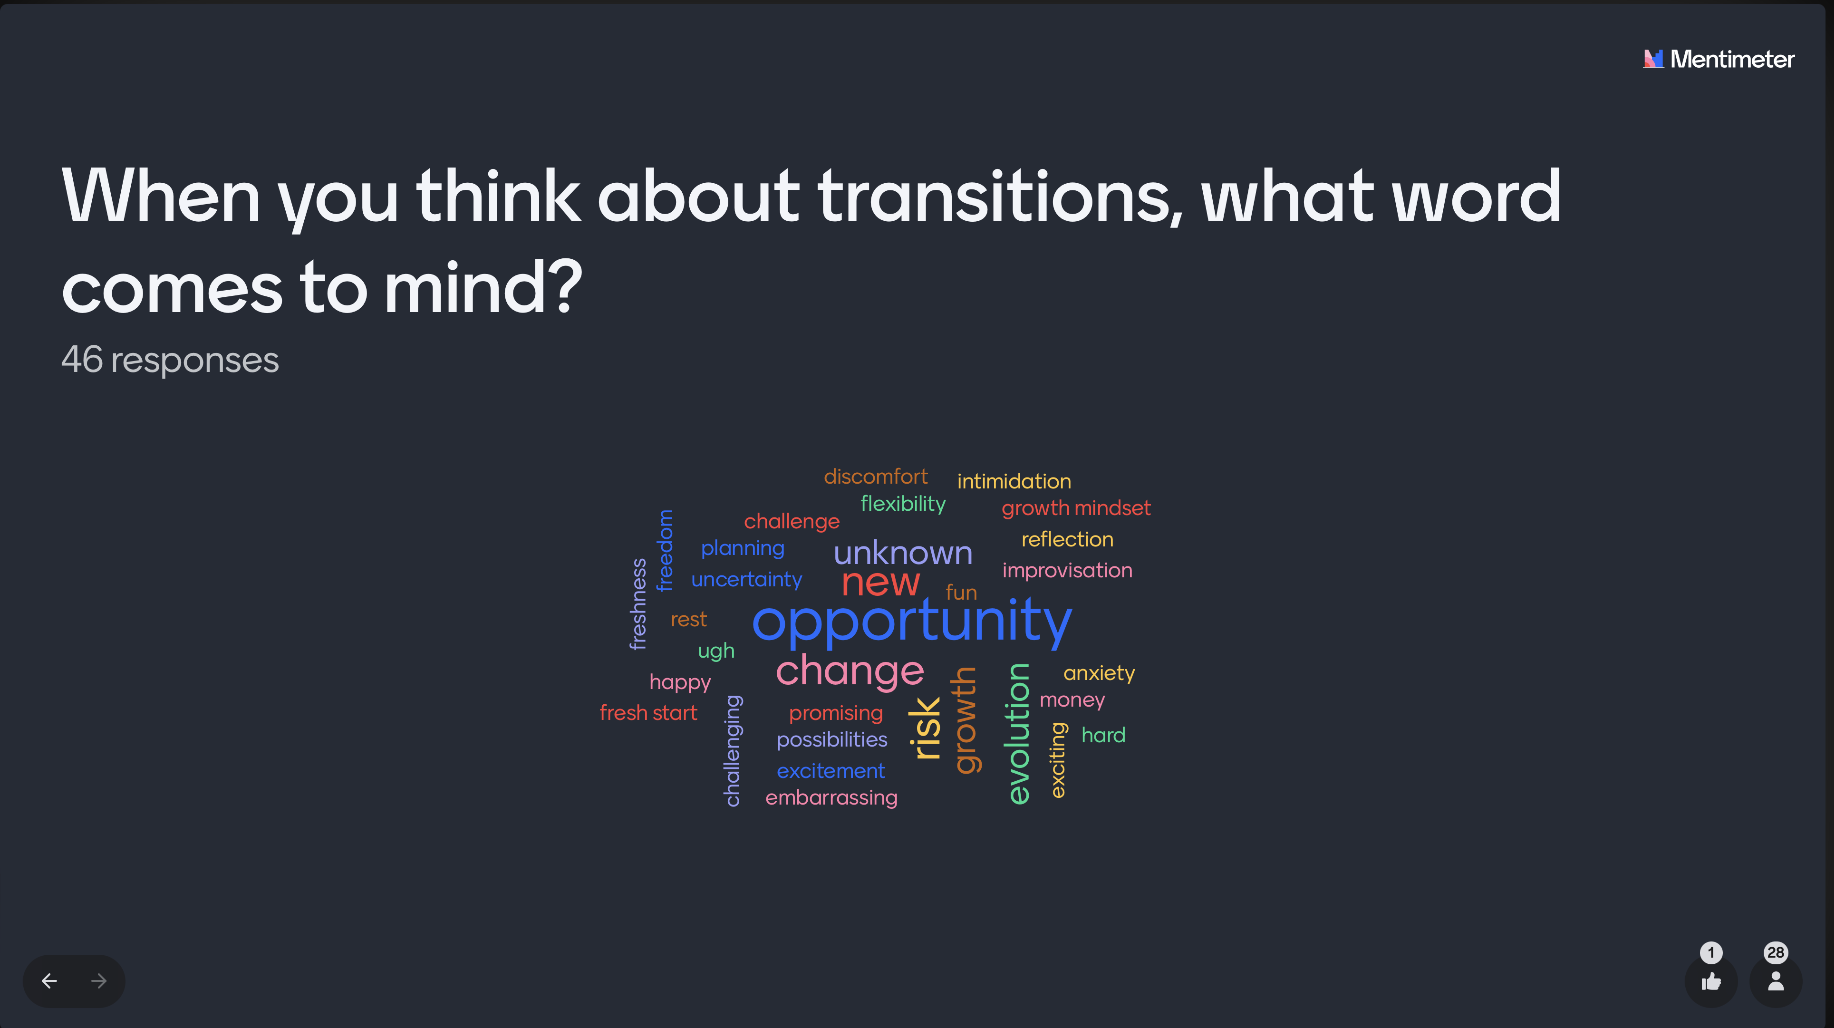 Mentimeter
When you think about transitions, what word
comes to mind?
46 responses
discomfort
intimidation
flexibility
growth mindset
challenge
freedom
planning
unknown
reflection
uncertainty
new
improvisation
freshness
fun
rest
opportunity
ugh
change
anxiety
happy
growth
evolution
money
fresh start
challenging
promising
risk
possibilities
exciting
hard
excitement
embarrassing
1
28